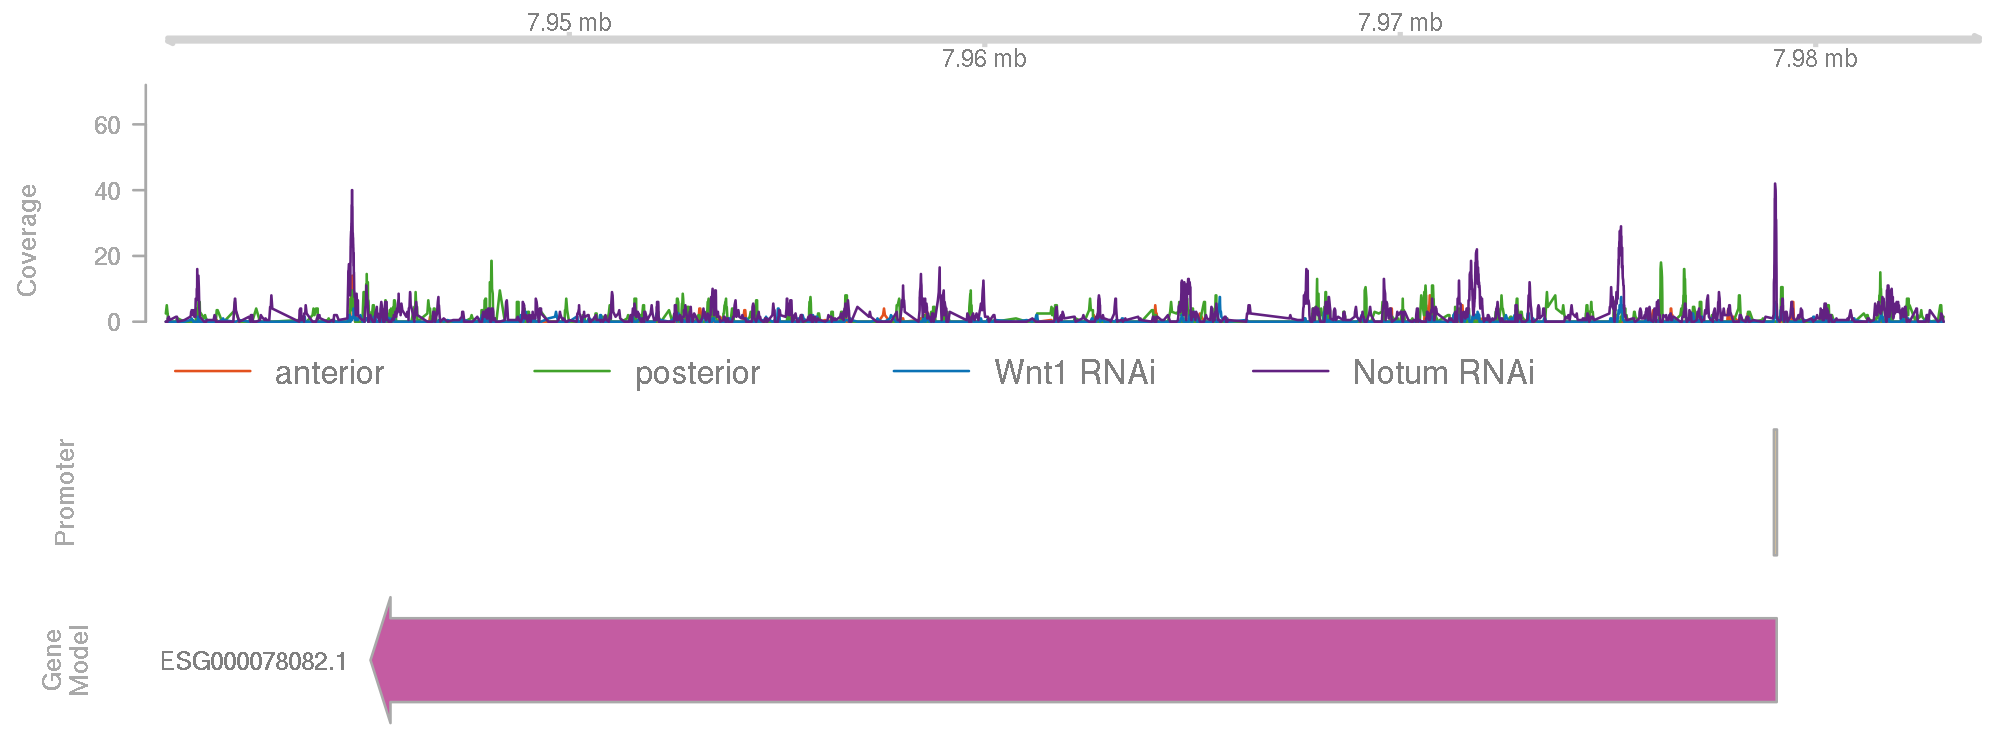 7.95 mb
7.97 mb
7.96 mb
7.98 mb
Coverage
60
40
20
0
anterior posterior Wnt1 RNAi Notum RNAi
Promoter
Gene
Model
ESG000078082.1